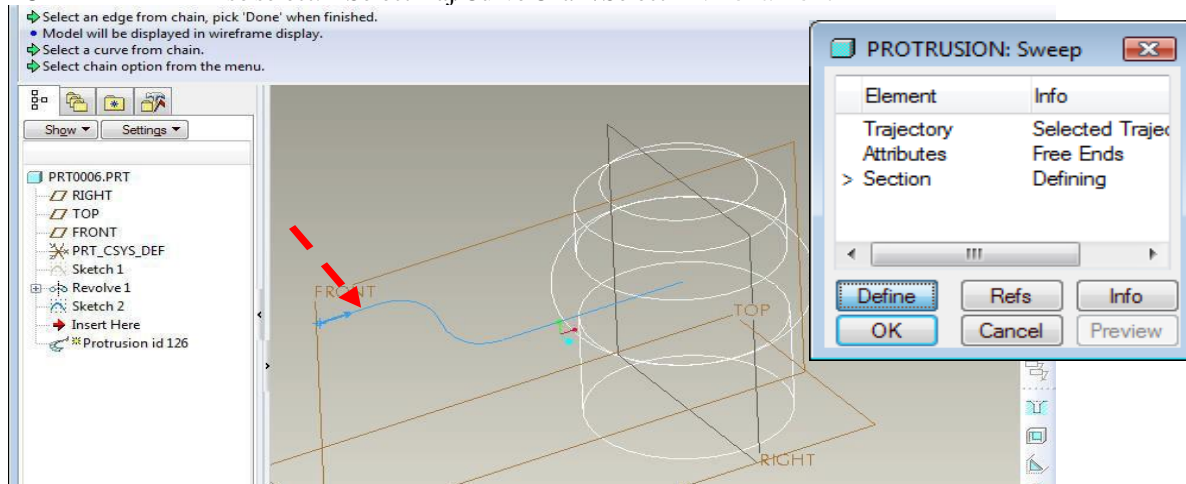 Select an edge from chain, pick 'Done' when finished.
Model will be displayed in wireframe display.
Select a curve from chain.
Select chain option from the menu.
Show
Settings
PRT0006.PRT
RIGHT
TOP
FRONT
PRT_CSYS_DEF
Sketch 1
Revolve 1
Sketch 2
Insert Here
Protrusion id 126
FRONT
TOP
RIGHT
PROTRUSION: Sweep
Element Info
Trajectory Selected Trajec
Attributes Free Ends
> Section Defining
Define Refs Info
OK Cancel Preview